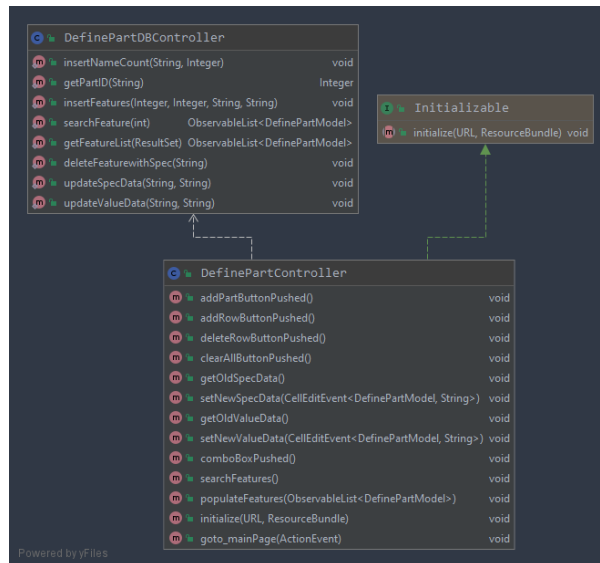 DefinePartDBController
insertNameCount(String, Integer) void
getPartID(String) Integer
insertFeatures(Integer, Integer, String, String) void
searchFeature(int) ObservableList<DefinePartModel>
getFeatureList(ResultSet) ObservableList<DefinePartModel>
deleteFeaturewithSpec(String) void
updateSpecData(String, String) void
updateValueData(String, String) void
Initializable
initialize(URL, ResourceBundle) void
DefinePartController
addPartButtonPushed() void
addRowButtonPushed() void
deleteRowButtonPushed() void
clearAllButtonPushed() void
getOldSpecData() void
setNewSpecData(CellEditEvent<DefinePartModel, String>) void
getOldValueData() void
setNewValueData(CellEditEvent<DefinePartModel, String>) void
comboBoxPushed() void
searchFeatures() void
populateFeatures(ObservableList<DefinePartModel>) void
initialize(URL, ResourceBundle) void
goto_mainPage(ActionEvent) void
Powered by yFiles